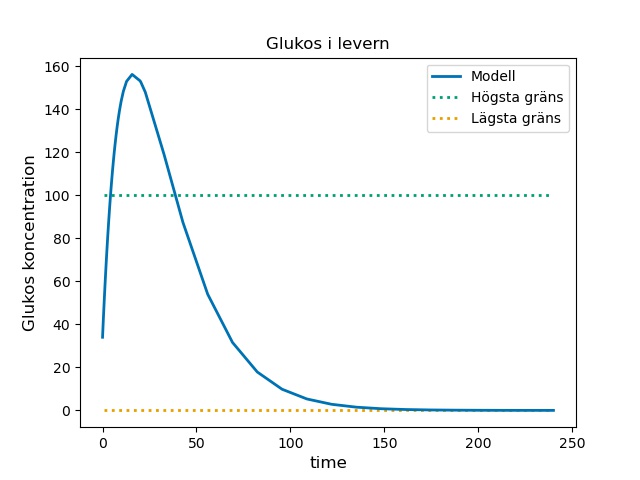 Glukos i levern
Modell
Högsta gräns
Lägsta gräns
Glukos koncentration
160
140
120
100
80
60
40
20
0
0 50 100 150 200 250
time